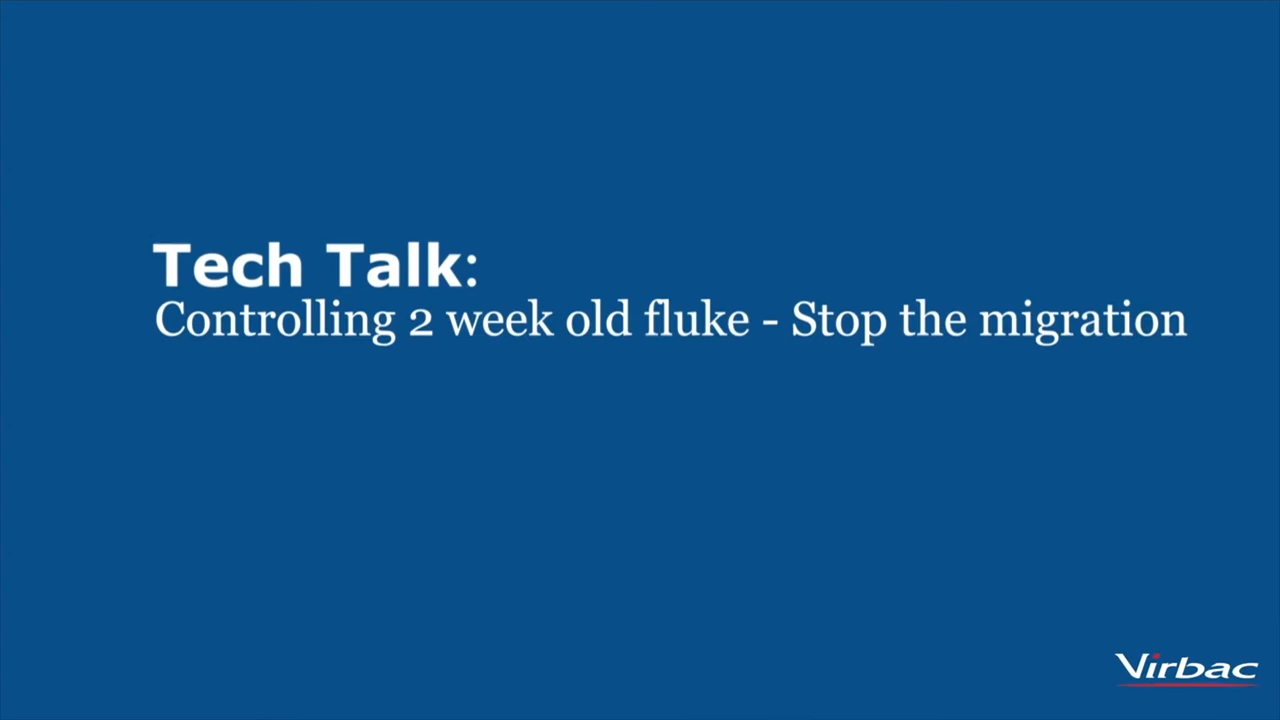 Tech Talk:
Controlling 2 week old fluke - Stop the migration
Virbac